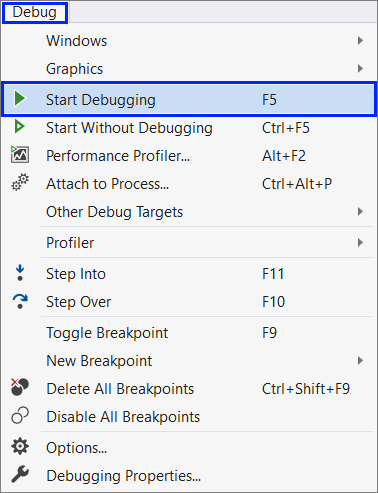 Debug
Windows
Graphics
Start Debugging F5
Start Without Debugging Ctrl+F5
Performance Profiler... Alt+F2
Attach to Process... Ctrl+Alt+P
Other Debug Targets
Profiler
Step Into F11
Step Over F10
Toggle Breakpoint F9
New Breakpoint
Delete All Breakpoints Ctrl+Shift+F9
Disable All Breakpoints
Options...
Debugging Properties...